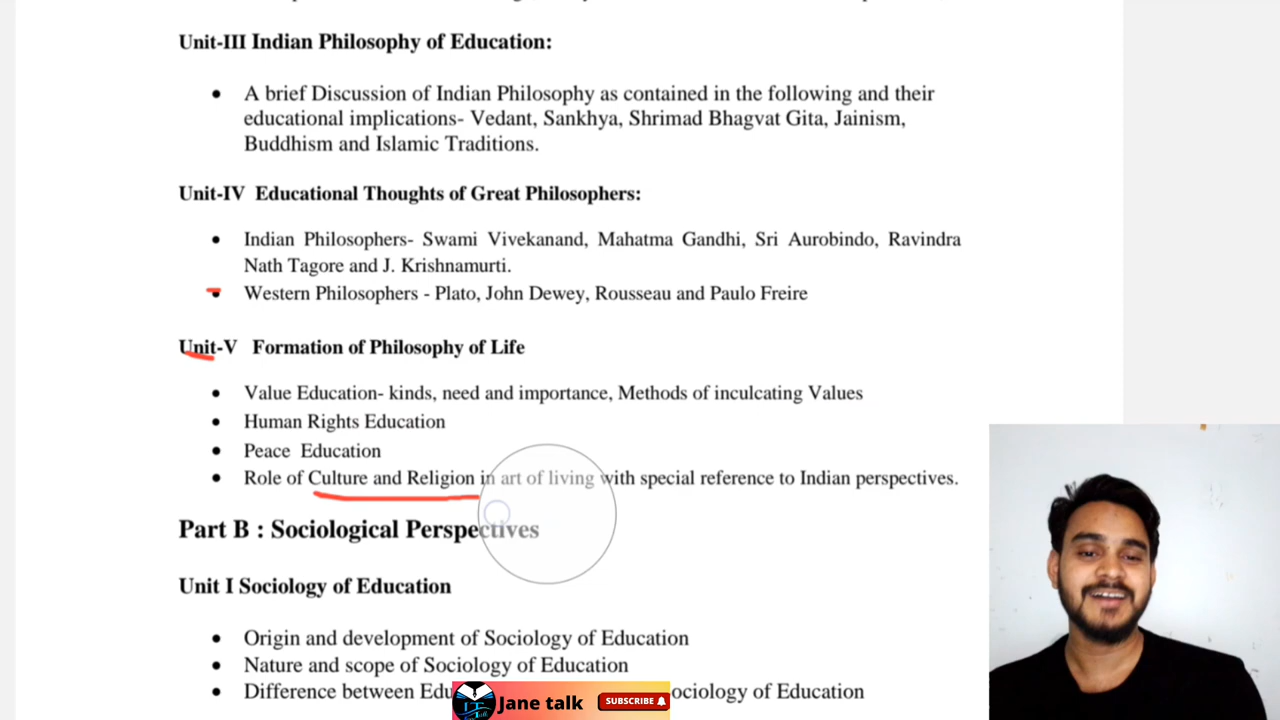 Unit-III Indian Philosophy of Education:
• A brief Discussion of Indian Philosophy as contained in the following and their
educational implications- Vedant, Sankhya, Shrimad Bhagvat Gita, Jainism,
Buddhism and Islamic Traditions.
Unit-IV Educational Thoughts of Great Philosophers:
• Indian Philosophers- Swami Vivekanand, Mahatma Gandhi, Sri Aurobindo, Ravindra
Nath Tagore and J. Krishnamurti.
• Western Philosophers - Plato, John Dewey, Rousseau and Paulo Freire
Unit-V Formation of Philosophy of Life
• Value Education- kinds, need and importance, Methods of inculcating Values
• Human Rights Education
• Peace Education
• Role of Culture and Religion in art of living with special reference to Indian perspectives.
Part B : Sociological Perspectives
Unit I Sociology of Education
• Origin and development of Sociology of Education
• Nature and scope of Sociology of Education
• Difference between Edu ociology of Education
Jane talk
SUBSCRIBE